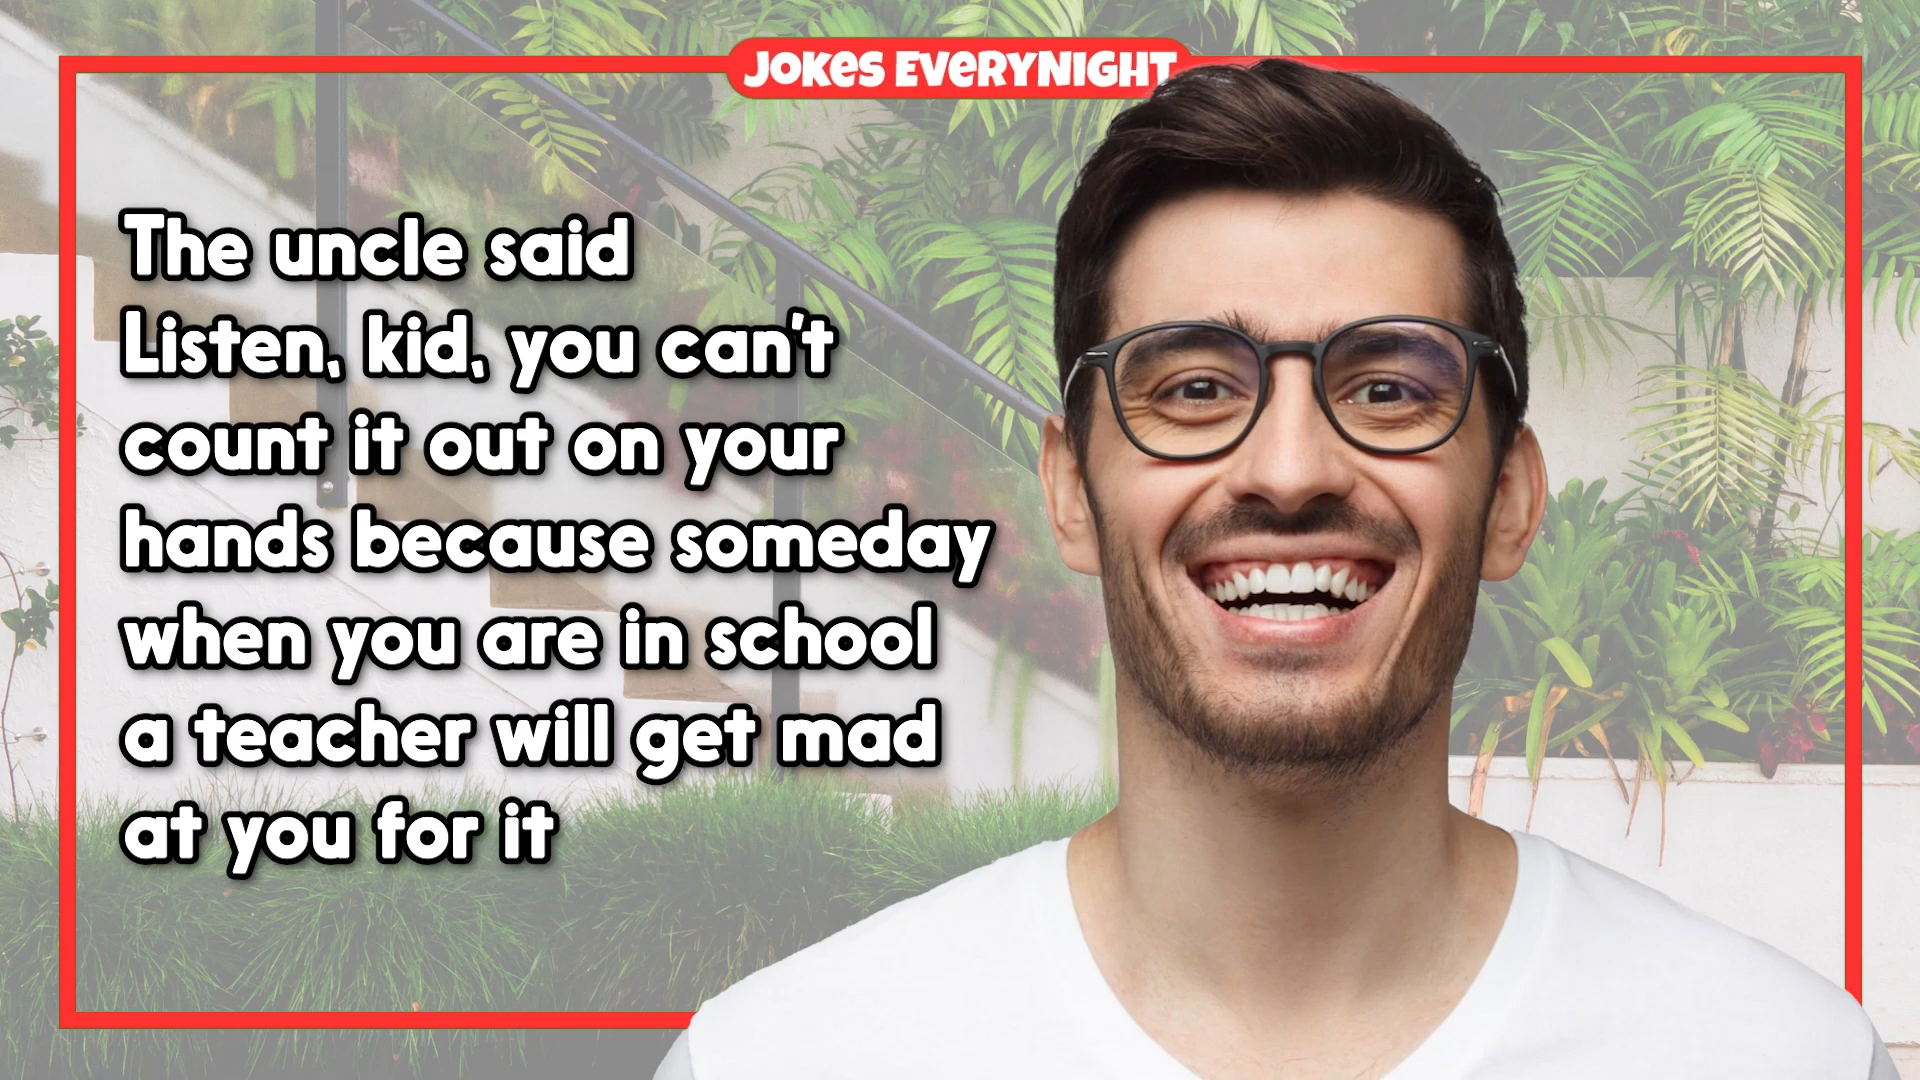 JOKES EVERYNIGHT
The uncle said
Listen, kid, you can't
count it out on your
hands because someday
when you are in school
a teacher will get mad
at you for it